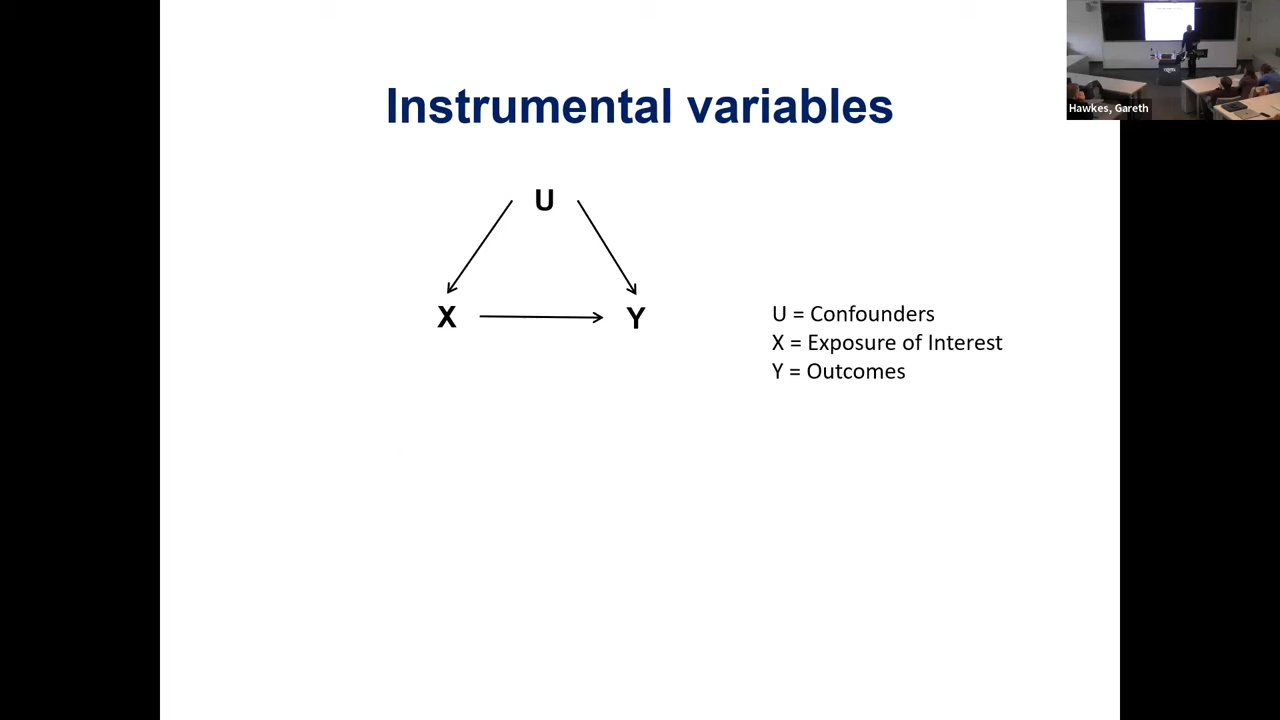 Instrumental variables
U
X
Y
U = Confounders
X = Exposure of Interest
Y = Outcomes
Hawkes, Gareth